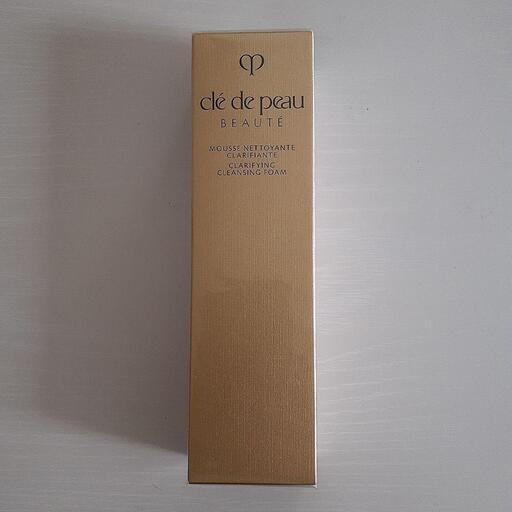 clé de peau
BEAUTÉ
MOUSSE NETTOYANTE
CLARIFIANTE
CLARIFYING
CLEANSING FOAM